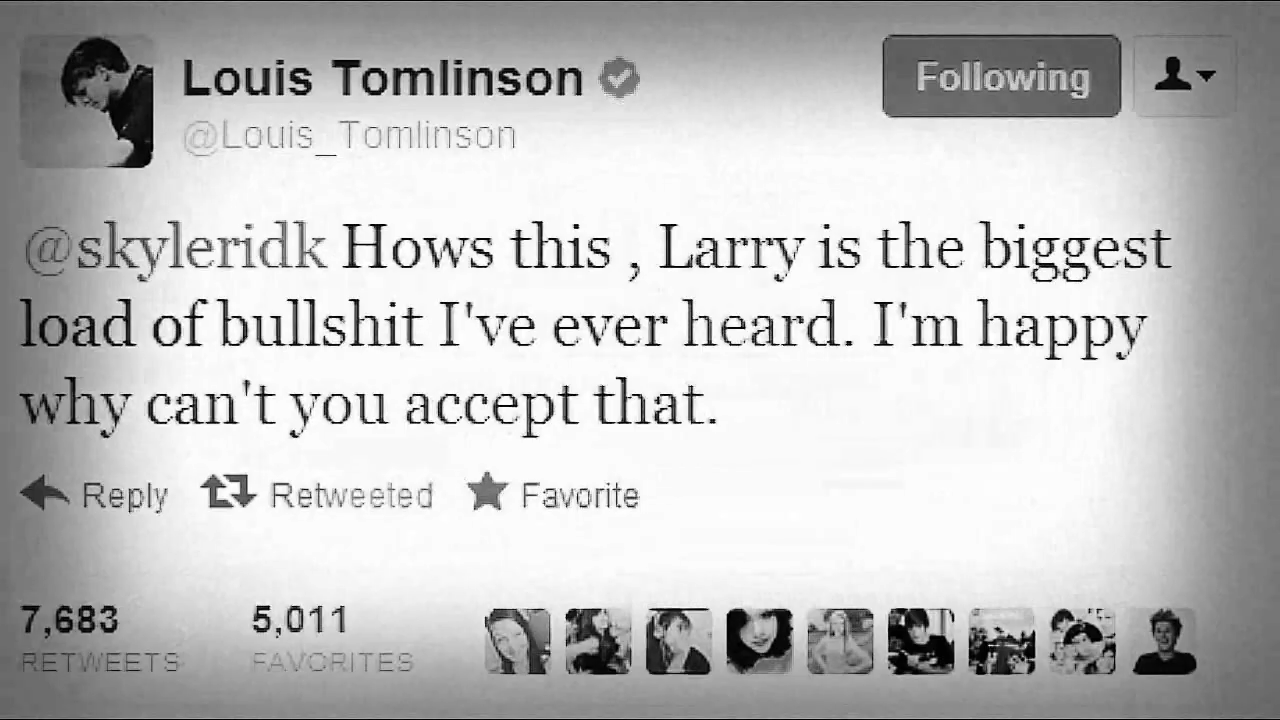 Louis Tomlinson
Following
@Louis_Tomlinson
@skyleridk Hows this , Larry is the biggest
load of bullshit I've ever heard. I'm happy
why can't you accept that.
Reply Retweeted Favorite
7,683 5,011
RETWEETS FAVORITES